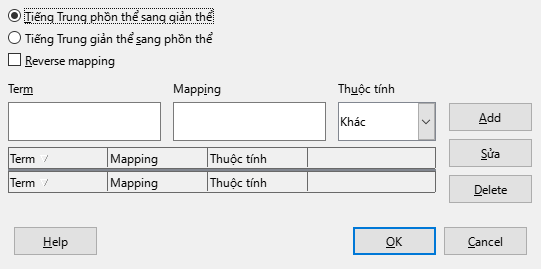 Tiếng Trung phồn thể sang giản thể
Tiếng Trung giản thể sang phồn thể
Reverse mapping
Term Mapping Thuộc tính
Khác
Add
Term Mapping Thuộc tính
Sửa
Term Mapping Thuộc tính
Delete
Help OK Cancel